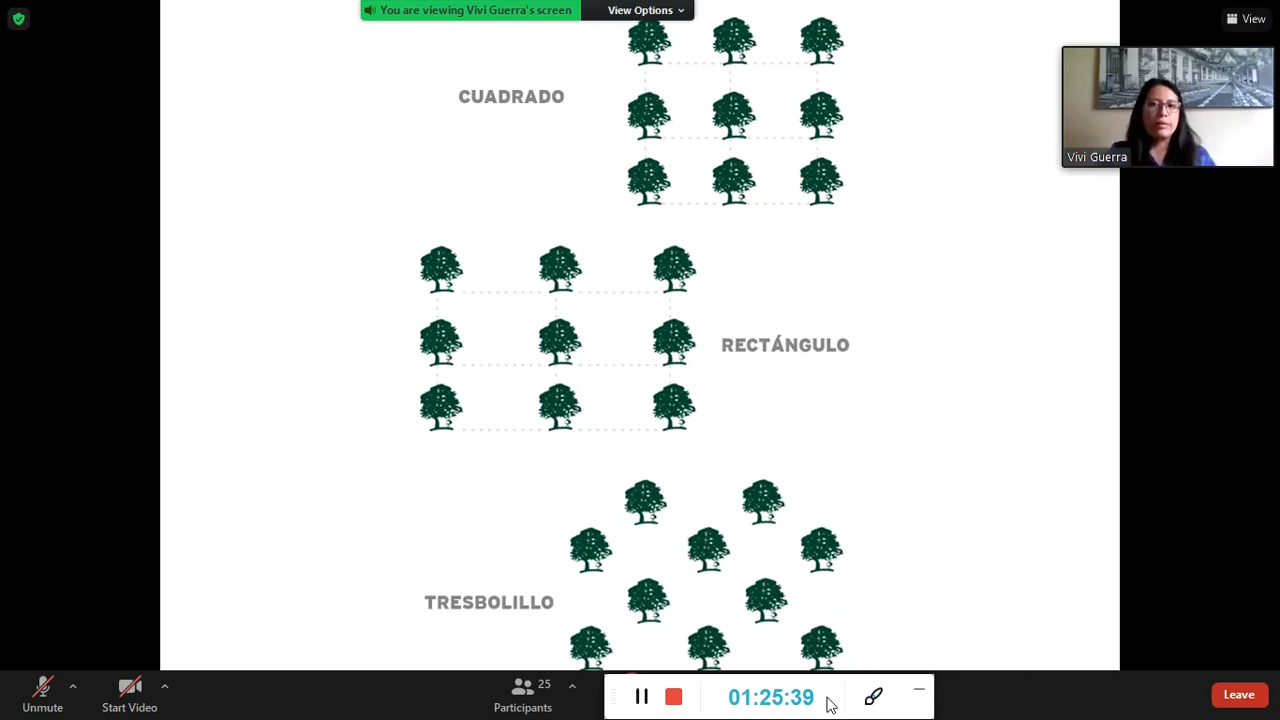 You are viewing Vivi Guerra's screen
View Options
View
CUADRADO
Vivi Guerra
RECTÁNGULO
TRESBOLILLO
Unmute
Start Video
25
Participants
01:25:39
Leave